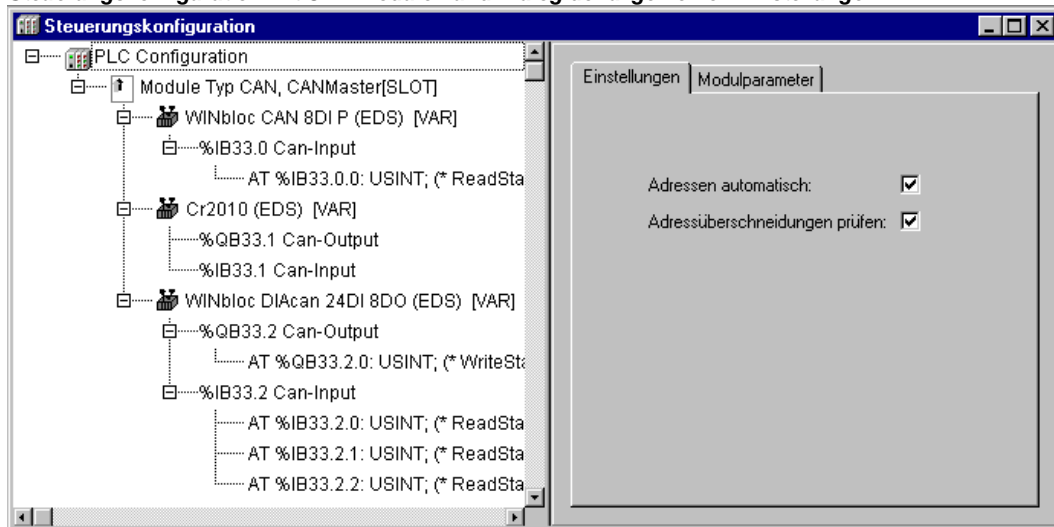 Steuerungskonfiguration
PLC Configuration
Module Typ CAN, CANMaster[SLOT]
WINbloc CAN 8DI P (EDS) [VAR]
%IB33.0 Can-Input
AT %IB33.0.0: USINT; (* ReadSta
Cr2010 (EDS) [VAR]
%QB33.1 Can-Output
%IB33.1 Can-Input
WINbloc DIAcan 24DI 8DO (EDS) [VAR]
%QB33.2 Can-Output
AT %QB33.2.0: USINT; (* WriteSta
%IB33.2 Can-Input
AT %IB33.2.0: USINT; (* ReadSta
AT %IB33.2.1: USINT; (* ReadSta
AT %IB33.2.2: USINT; (* ReadSta
Einstellungen Modulparameter
Adressen automatisch:
Adressüberschneidungen prüfen: